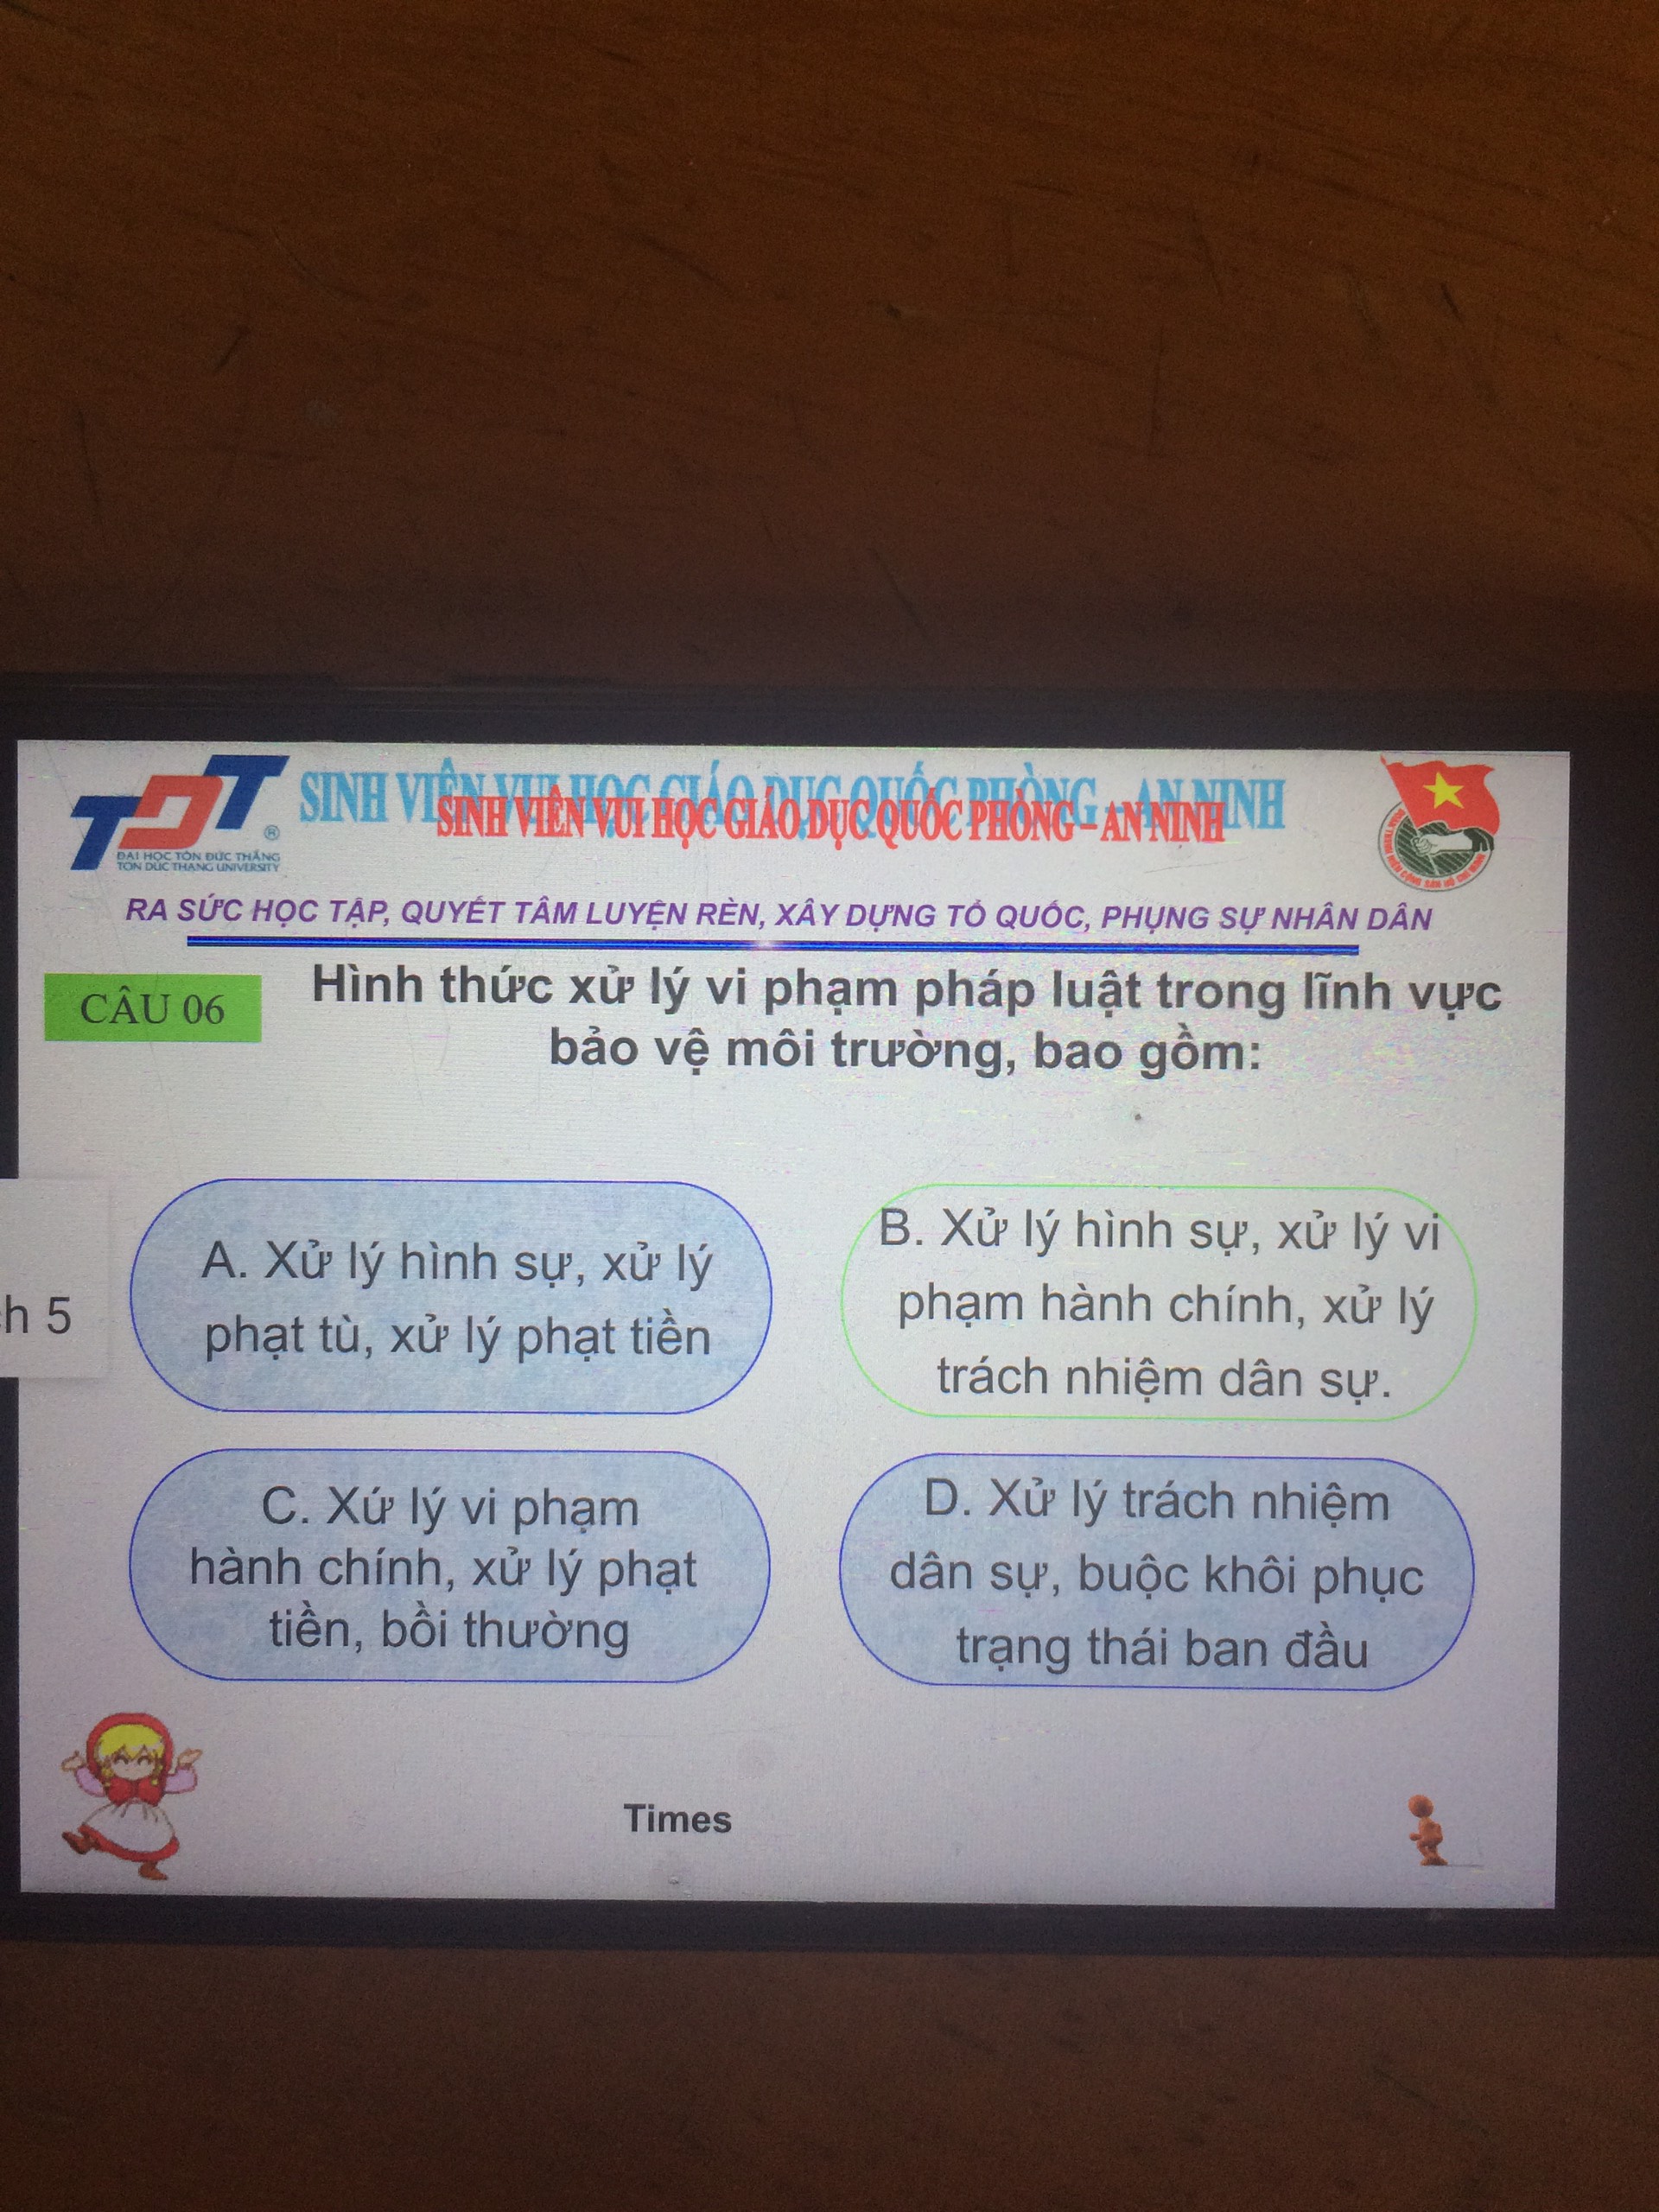 TDT®
ĐẠI HỌC TÔN ĐỨC THẮNG
TON DUC THANG UNIVERSITY
SINH VIÊN VUI HỌC GIÁO DỤC QUỐC PHÒNG - AN NINH
SINH VIÊN VUI HỌC GIÁO DỤC QUỐC PHÒNG – AN NINH
RA SỨC HỌC TẬP, QUYẾT TÂM LUYỆN RÈN, XÂY DỰNG TỔ QUỐC, PHỤNG SỰ NHÂN DÂN
CÂU 06
Hình thức xử lý vi phạm pháp luật trong lĩnh vực
bảo vệ môi trường, bao gồm:
A. Xử lý hình sự, xử lý
phạt tù, xử lý phạt tiền
B. Xử lý hình sự, xử lý vi
phạm hành chính, xử lý
trách nhiệm dân sự.
h 5
C. Xứ lý vi phạm
hành chính, xử lý phạt
tiền, bồi thường
D. Xử lý trách nhiệm
dân sự, buộc khôi phục
trạng thái ban đầu
Times